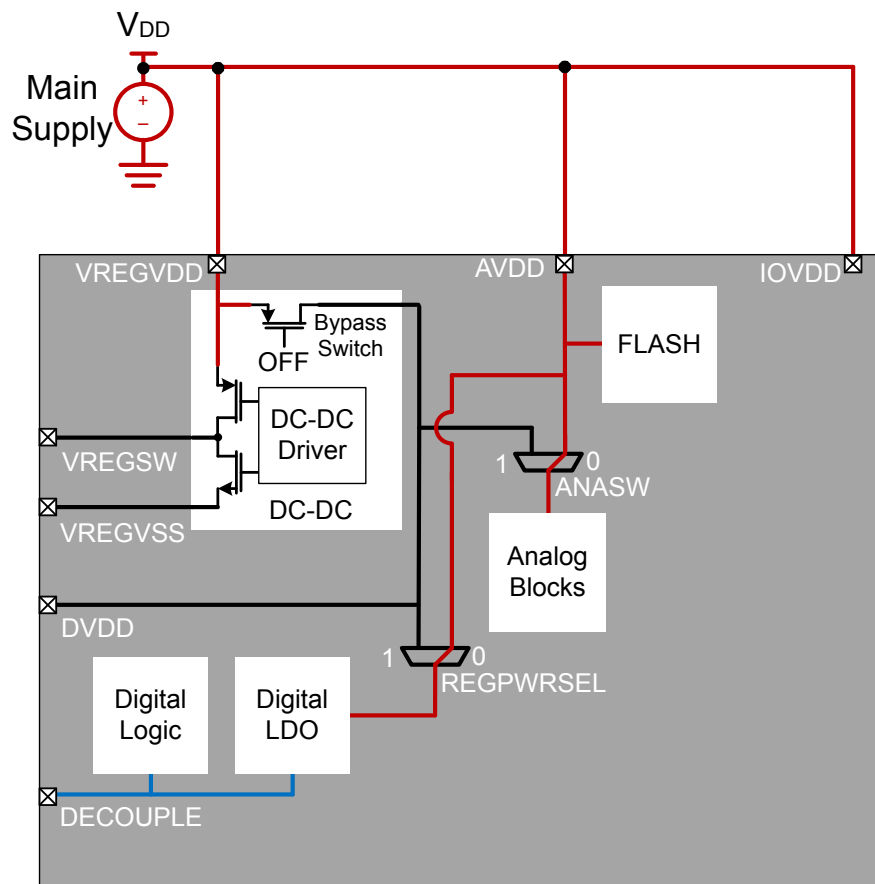 VDD
Main
Supply
+
–
VREGVDD
AVDD
IOVDD
Bypass
Switch
OFF
FLASH
DC-DC
Driver
VREGSW
1
0
ANASW
DC-DC
VREGVSS
Analog
Blocks
DVDD
1
0
REGPWRSEL
Digital
Logic
Digital
LDO
DECOUPLE